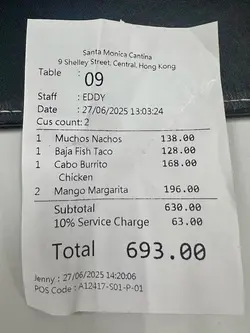 Santa Monica Cantina
9 Shelley Street, Central, Hong Kong
Table : 09
Staff : EDDY
Date : 27/06/2025 13:03:24
Cus count: 2
1 Muchos Nachos 138.00
1 Baja Fish Taco 128.00
1 Cabo Burrito 168.00
Chicken
2 Mango Margarita 196.00
Subtotal 630.00
10% Service Charge 63.00
Total 693.00
Jenny : 27/06/2025 14:20:06
POS Code : A12417-S01-P-01